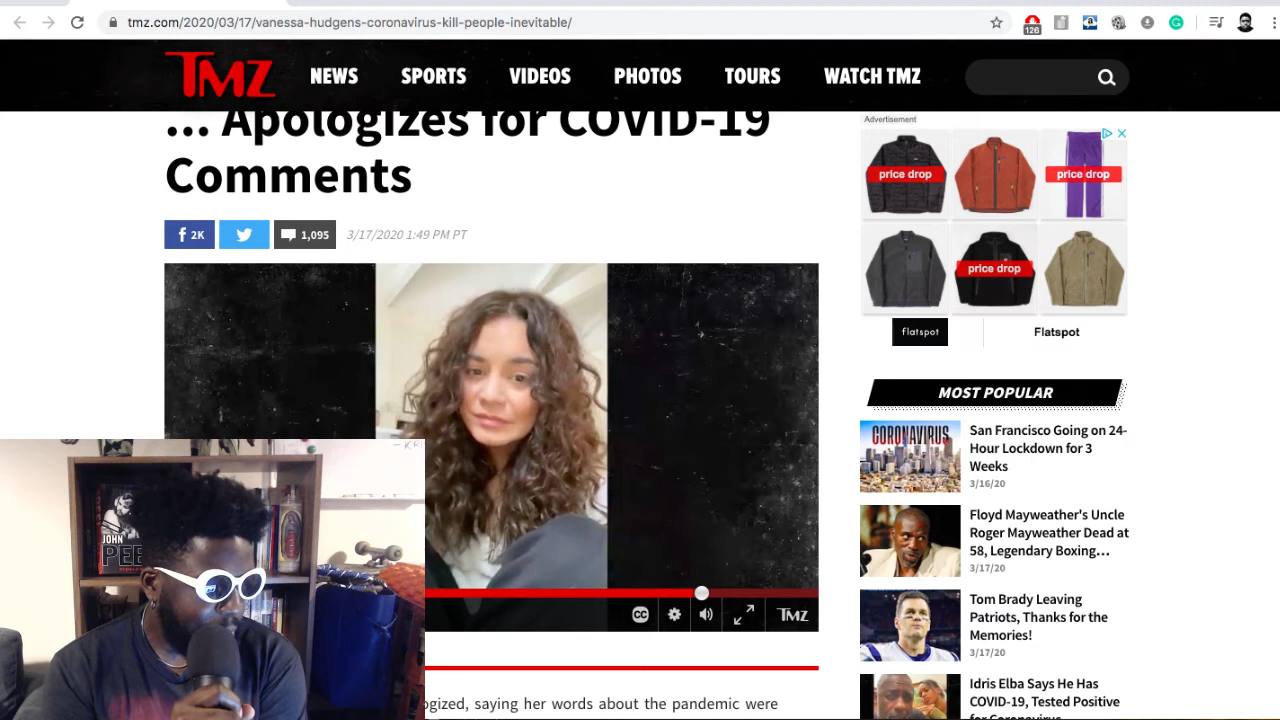 tmz.com/2020/03/17/vanessa-hudgens-coronavirus-kill-people-inevitable/
128
TMZ
NEWS
SPORTS
VIDEOS
PHOTOS
TOURS
WATCH TMZ
... Apologizes for COVID-19
Comments
2K
1,095
3/17/2020 1:49 PM PT
CC
TMZ
JOHN
PEE
ogized, saying her words about the pandemic were
Advertisement
price drop
price drop
price drop
flatspot
Flatspot
MOST POPULAR
CORONAVIRUS
San Francisco Going on 24-
Hour Lockdown for 3
Weeks
3/16/20
Floyd Mayweather's Uncle
Roger Mayweather Dead at
58, Legendary Boxing...
3/17/20
Tom Brady Leaving
Patriots, Thanks for the
Memories!
3/17/20
Idris Elba Says He Has
COVID-19, Tested Positive
for Coronavirus